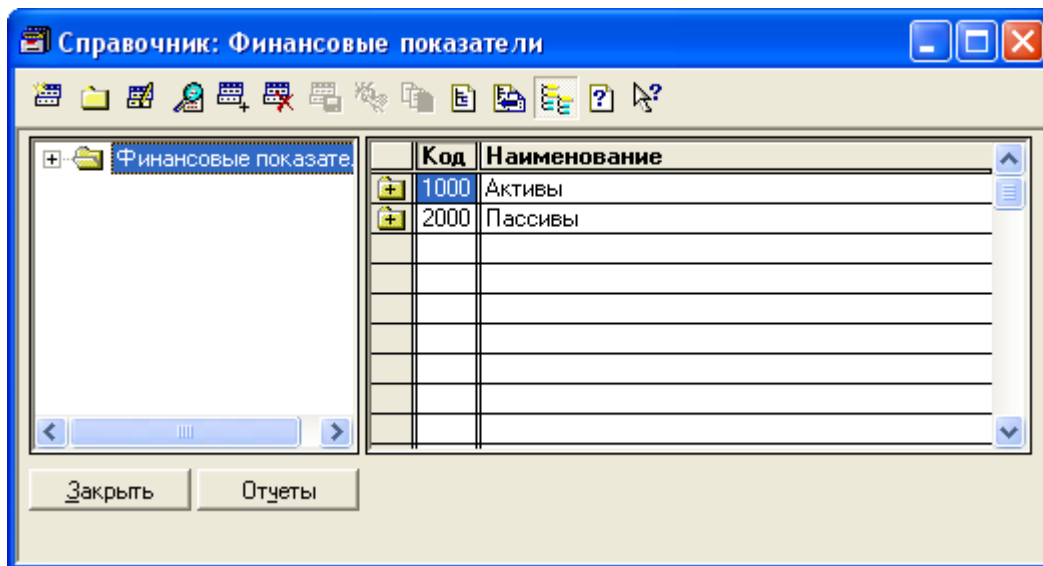 Справочник: Финансовые показатели
Финансовые показате
Код Наименование
1000 Активы
2000 Пассивы
Закрыть Отчеты